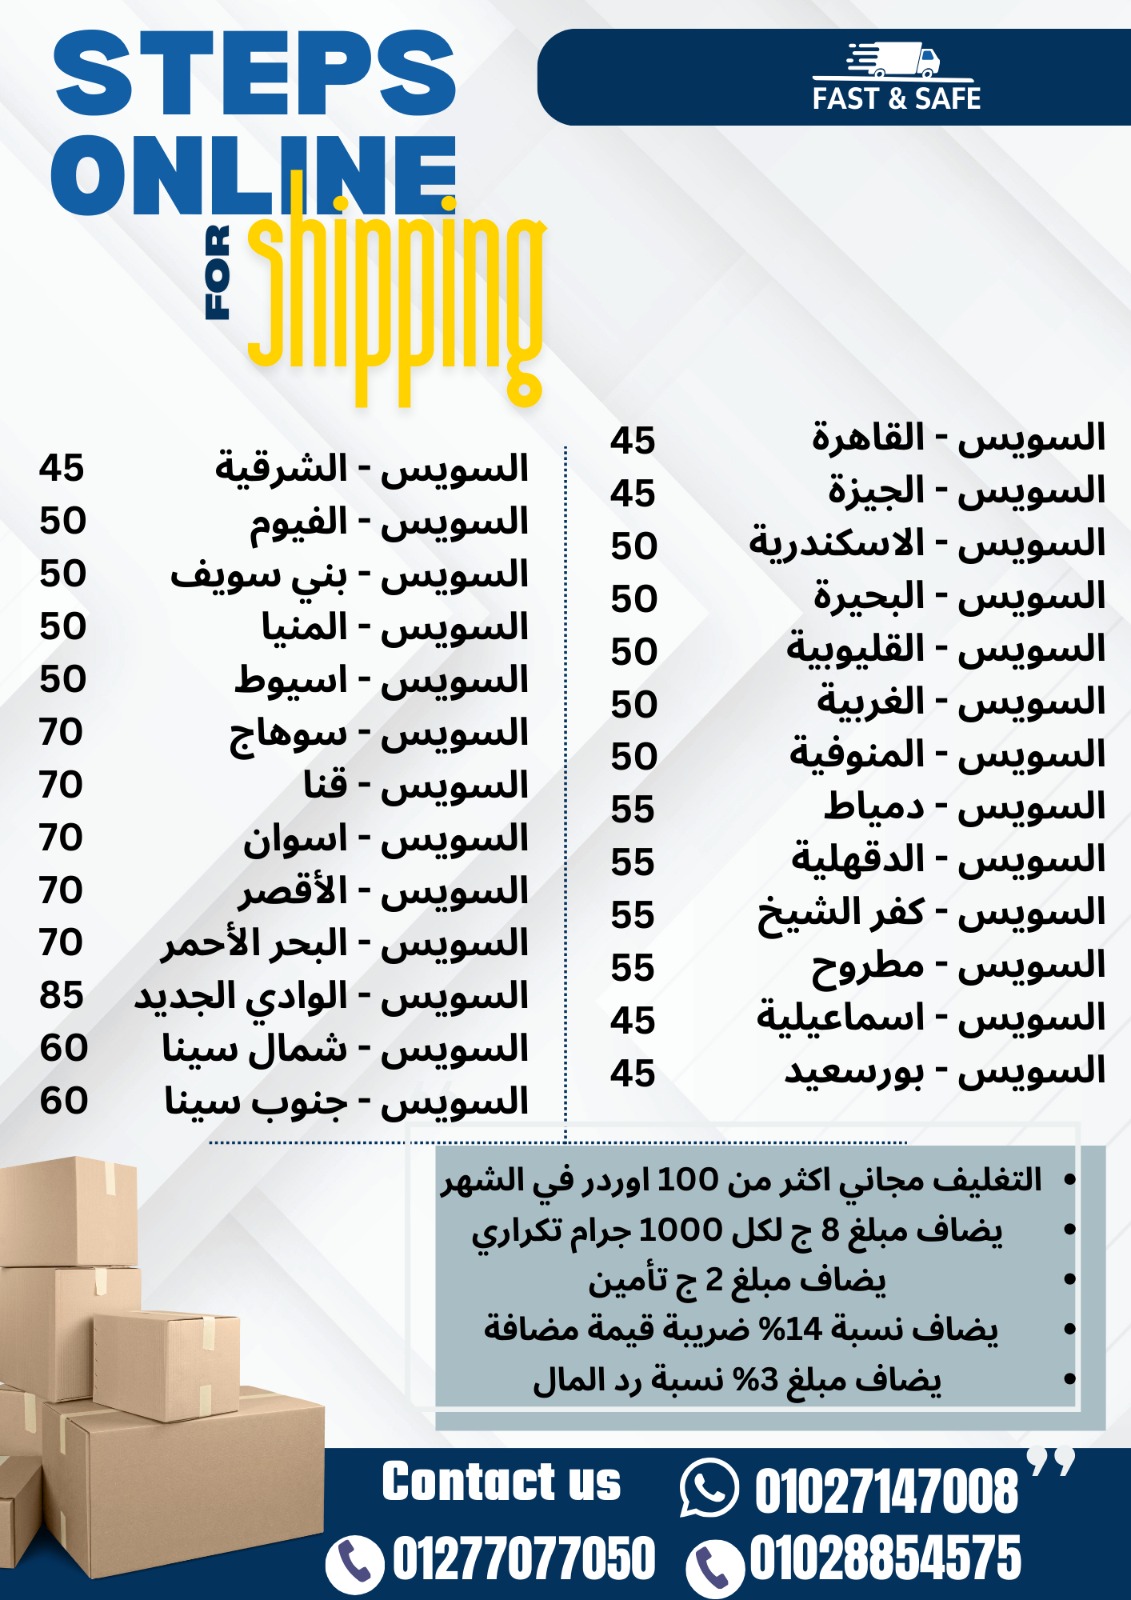 STEPS
ONLINE
FOR
shipping
FAST & SAFE
السويس - القاهرة 45
السويس - الجيزة 45
السويس - الاسكندرية 50
السويس - البحيرة 50
السويس - القليوبية 50
السويس - الغربية 50
السويس - المنوفية 50
السويس - دمياط 55
السويس - الدقهلية 55
السويس - كفر الشيخ 55
السويس - مطروح 55
السويس - اسماعيلية 45
السويس - بورسعيد 45
السويس - الشرقية 45
السويس - الفيوم 50
السويس - بني سويف 50
السويس - المنيا 50
السويس - اسيوط 50
السويس - سوهاج 70
السويس - قنا 70
السويس - اسوان 70
السويس - الأقصر 70
السويس - البحر الأحمر 70
السويس - الوادي الجديد 85
السويس - شمال سينا 60
السويس - جنوب سينا 60
• التغليف مجاني اكثر من 100 اوردر في الشهر
• يضاف مبلغ 8 ج لكل 1000 جرام تكراري
• يضاف مبلغ 2 ج تأمين
• يضاف نسبة 14% ضريبة قيمة مضافة
• يضاف مبلغ 3% نسبة رد المال
Contact us 01027147008
01277077050 01028854575